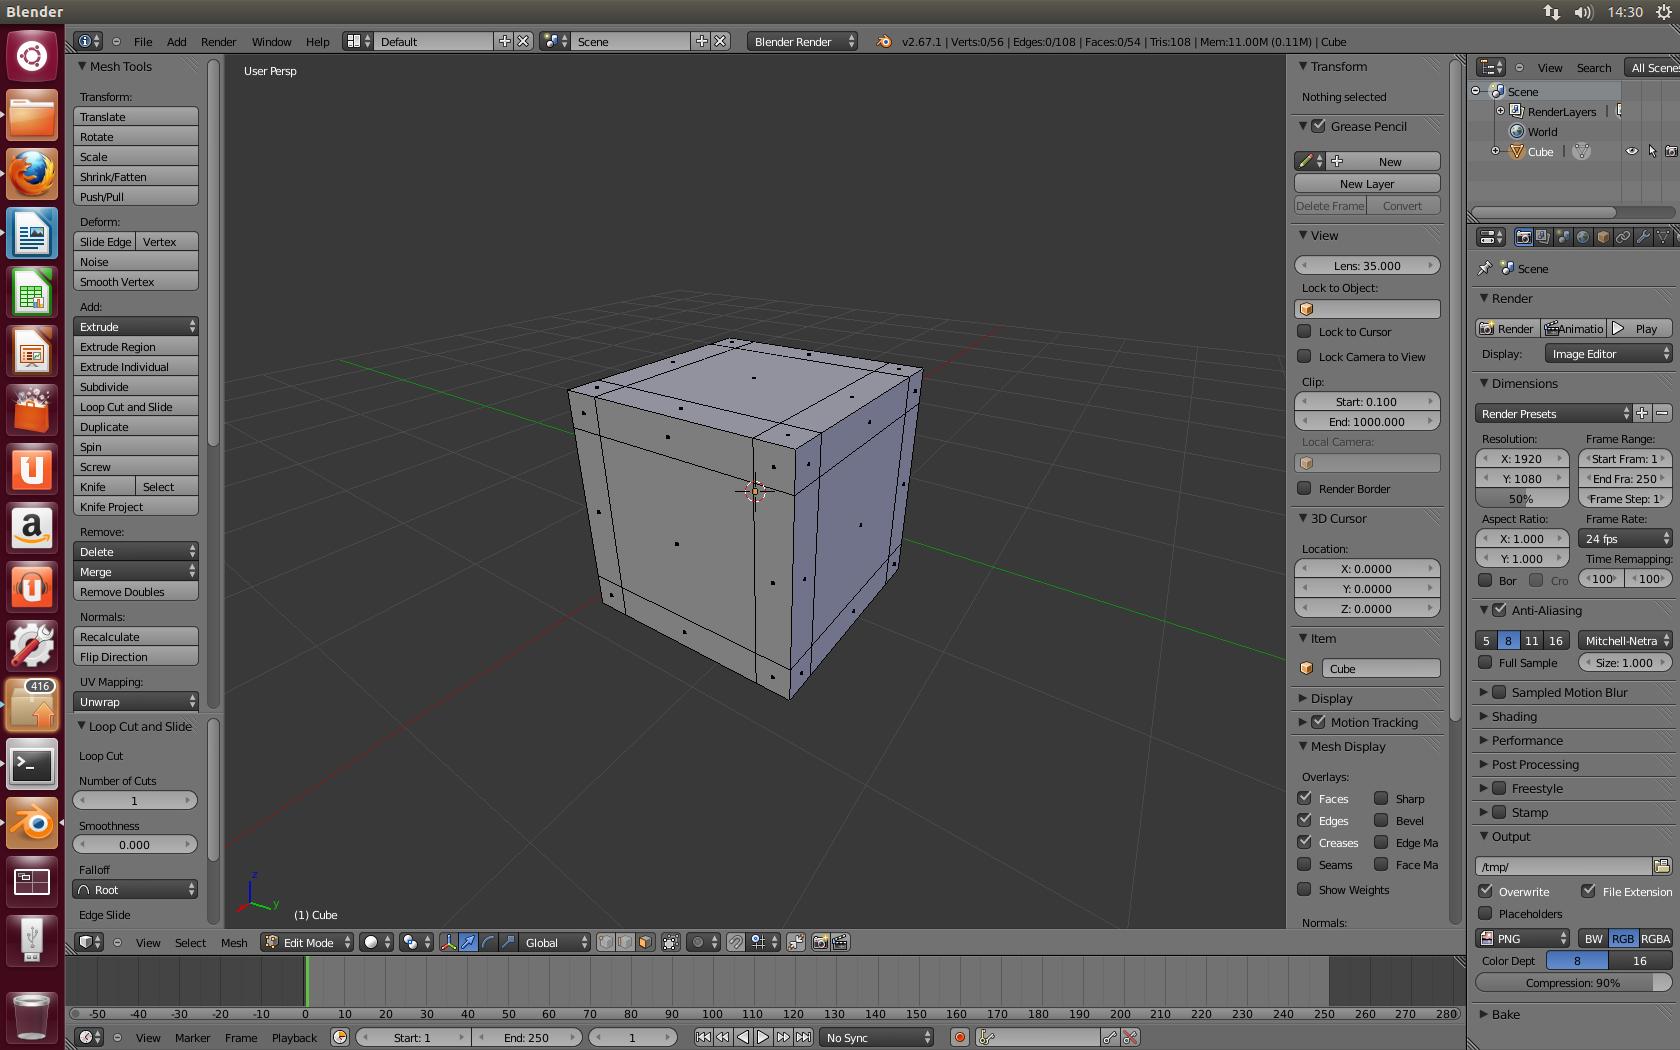 Blender
14:30
File Add Render Window Help Default Scene Blender Render v2.67.1 | Verts:0/56 | Edges:0/108 | Faces:0/54 | Tris:108 | Mem:11.00M (0.11M) | Cube
Mesh Tools
Transform:
Translate
Rotate
Scale
Shrink/Fatten
Push/Pull
Deform:
Slide Edge Vertex
Noise
Smooth Vertex
Add:
Extrude
Extrude Region
Extrude Individual
Subdivide
Loop Cut and Slide
Duplicate
Spin
Screw
Knife Select
Knife Project
Remove:
Delete
Merge
Remove Doubles
Normals:
Recalculate
Flip Direction
UV Mapping:
Unwrap
Loop Cut and Slide
Loop Cut
Number of Cuts
1
Smoothness
0.000
Falloff
Root
Edge Slide
416
User Persp
z
y
(1) Cube
Transform
Nothing selected
Grease Pencil
New
New Layer
Delete Frame Convert
View
Lens: 35.000
Lock to Object:
Lock to Cursor
Lock Camera to View
Clip:
Start: 0.100
End: 1000.000
Local Camera:
Render Border
3D Cursor
Location:
X: 0.0000
Y: 0.0000
Z: 0.0000
Item
Cube
Display
Motion Tracking
Mesh Display
Overlays:
Faces Sharp
Edges Bevel
Creases Edge Ma
Seams Face Ma
Show Weights
Normals:
View Search All Scene
Scene
RenderLayers |
World
Cube |
Scene
Render
Render Animatio Play
Display: Image Editor
Dimensions
Render Presets
Resolution: Frame Range:
X: 1920 Start Fram: 1
Y: 1080 End Fra: 250
50% Frame Step: 1
Aspect Ratio: Frame Rate:
X: 1.000 24 fps
Y: 1.000 Time Remapping:
Bor Cro 100 100
Anti-Aliasing
5 8 11 16 Mitchell-Netra
Full Sample Size: 1.000
Sampled Motion Blur
Shading
Performance
Post Processing
Freestyle
Stamp
Output
/tmp/
Overwrite File Extension
Placeholders
PNG BW RGB RGBA
Color Dept 8 16
Compression: 90%
Bake
View Select Mesh Edit Mode Global
-50 -40 -30 -20 -10 0 10 20 30 40 50 60 70 80 90 100 110 120 130 140 150 160 170 180 190 200 210 220 230 240 250 260 270 280
View Marker Frame Playback Start: 1 End: 250 1 No Sync